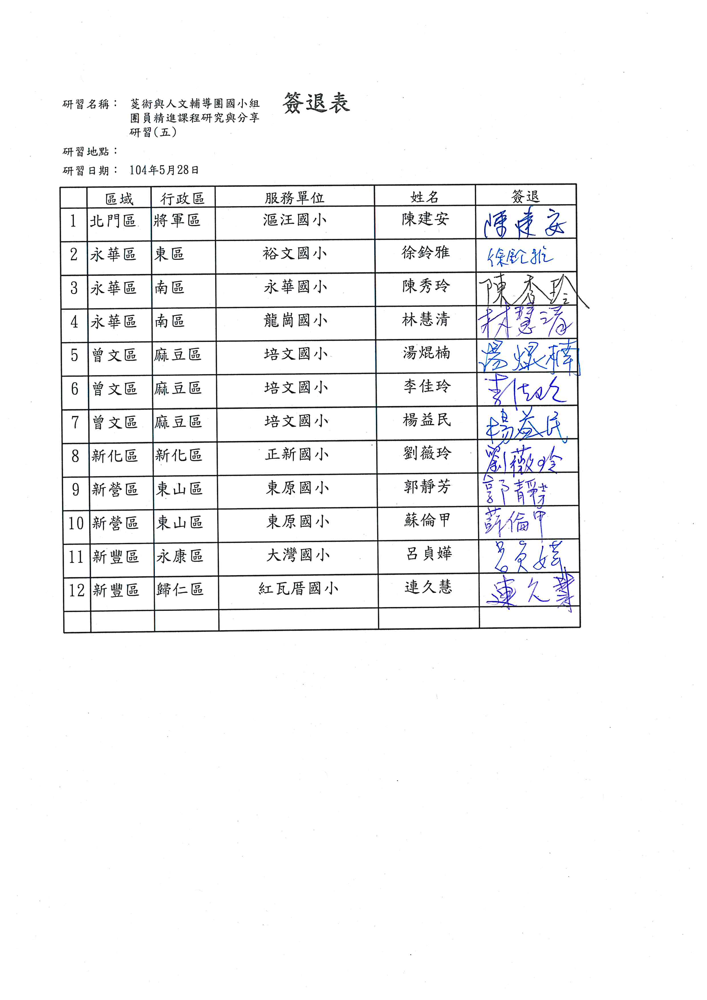 簽退表
研習名稱： 藝術與人文輔導團國小組
團員精進課程研究與分享
研習(五)
研習地點：
研習日期： 104年5月28日
區域 行政區 服務單位 姓名 簽退
1 北門區 將軍區 漚汪國小 陳建安 陳建安
2 永華區 東區 裕文國小 徐鈴雅 徐鈴雅
3 永華區 南區 永華國小 陳秀玲 陳秀玲
4 永華區 南區 龍崗國小 林慧清 林慧清
5 曾文區 麻豆區 培文國小 湯焜楠 湯焜楠
6 曾文區 麻豆區 培文國小 李佳玲 李佳玲
7 曾文區 麻豆區 培文國小 楊益民 楊益民
8 新化區 新化區 正新國小 劉薇玲 劉薇玲
9 新營區 東山區 東原國小 郭靜芳 郭靜芳
10 新營區 東山區 東原國小 蘇倫甲 蘇倫甲
11 新豐區 永康區 大灣國小 呂貞嬅 呂貞嬅
12 新豐區 歸仁區 紅瓦厝國小 連久慧 連久慧